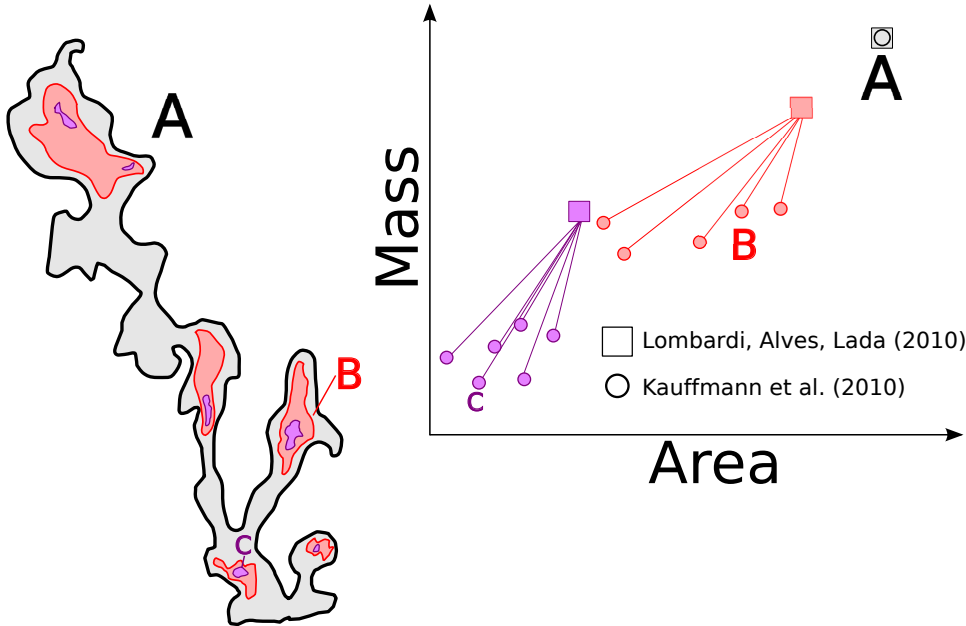 A
B
C
Mass
A
B
C
Lombardi, Alves, Lada (2010)
Kauffmann et al. (2010)
Area